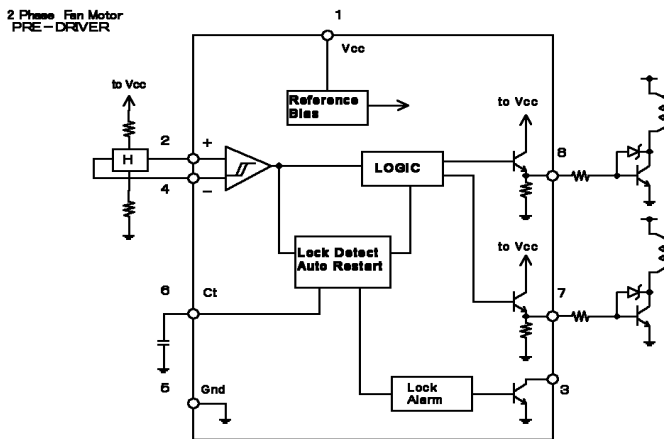 2 Phase Fan Motor
PRE-DRIVER
1
Vcc
to Vcc
Reference
Bias
to Vcc
2
+
H
LOGIC
8
4
−
Lock Detect
Auto Restart
to Vcc
6
Ct
7
5
Gnd
Lock
Alarm
3